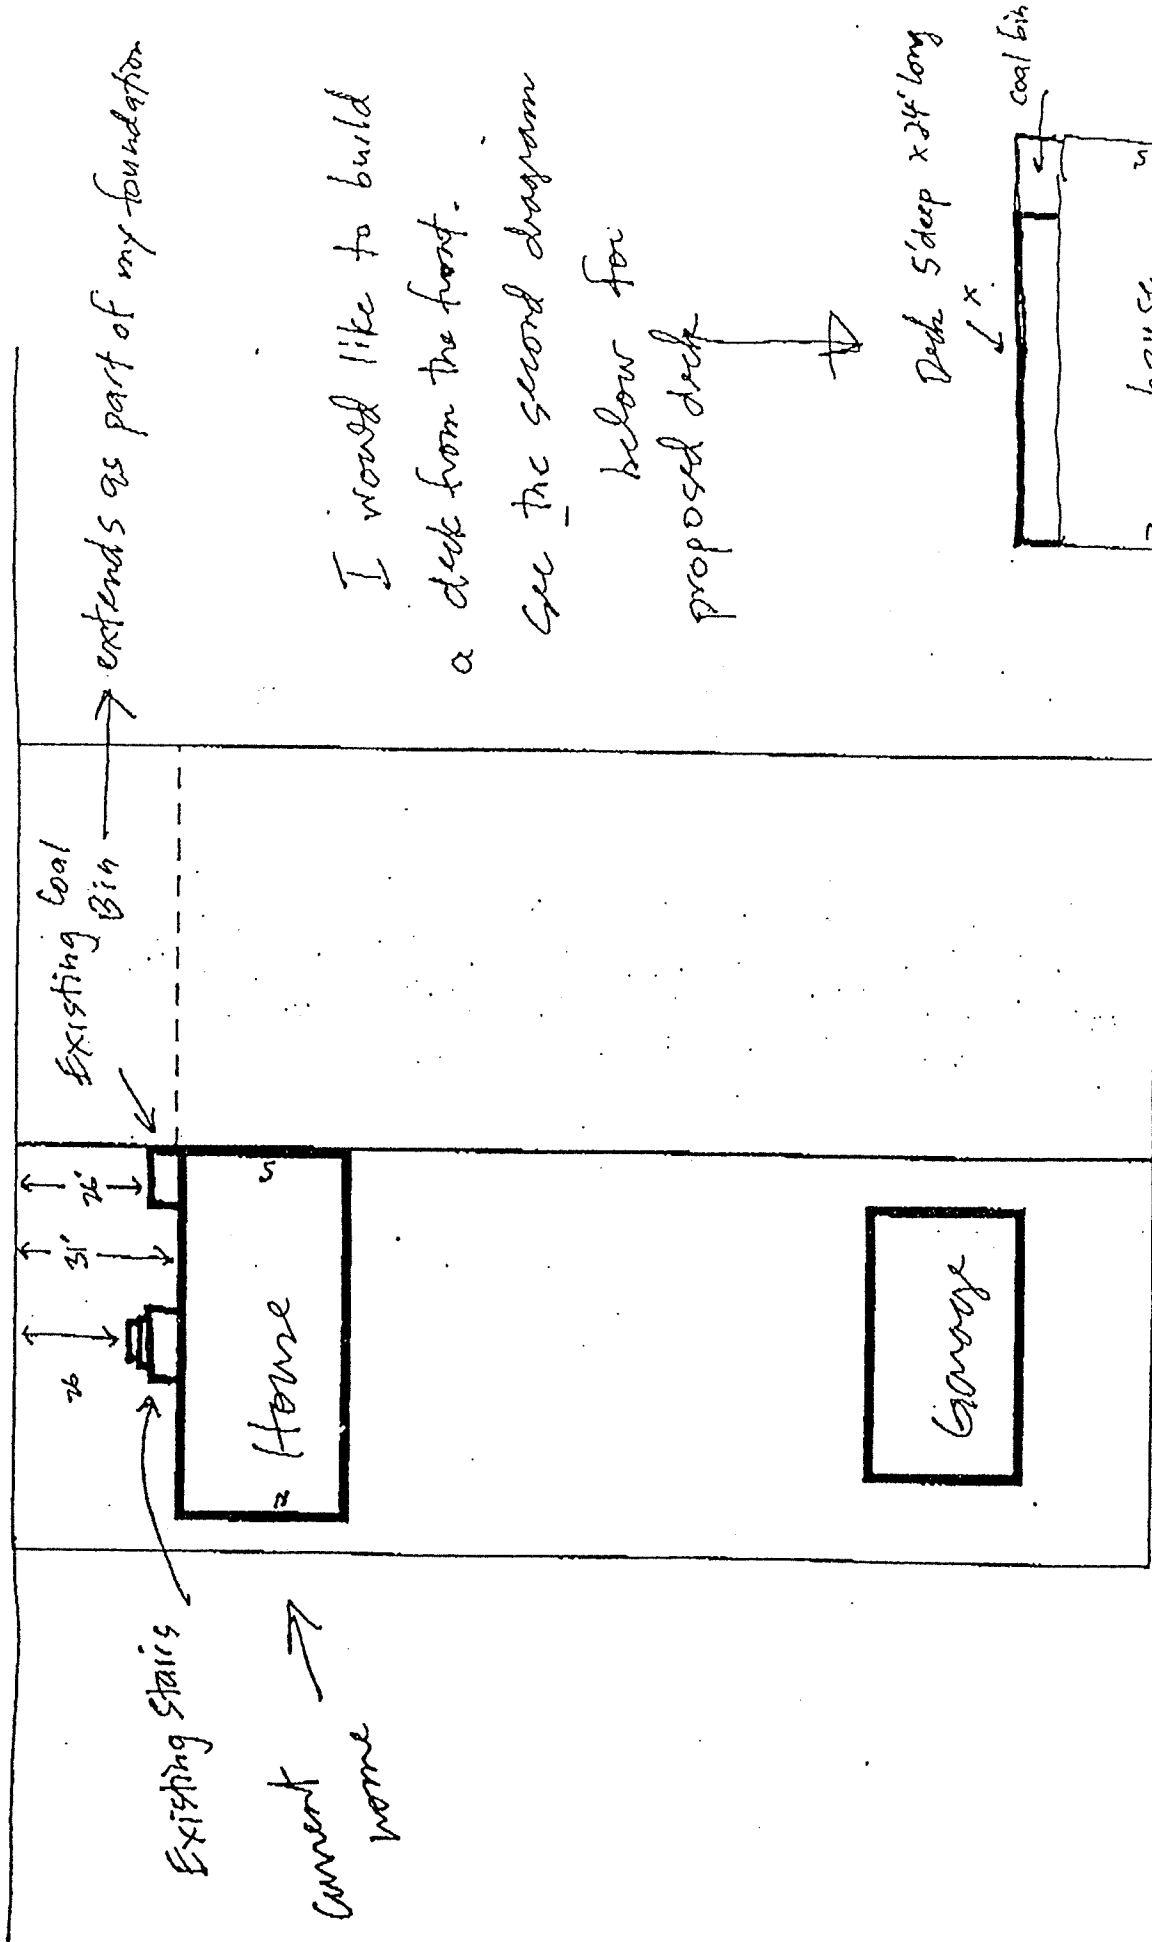 Existing Coal
Bin → extends as part of my foundation
26
31'
26'
Existing Stairs
current
home
N House S
Garage
I would like to build
a deck from the front.
See the second diagram
below for
proposed deck
Deck 5' deep x 24' long
x
coal bin
S
house